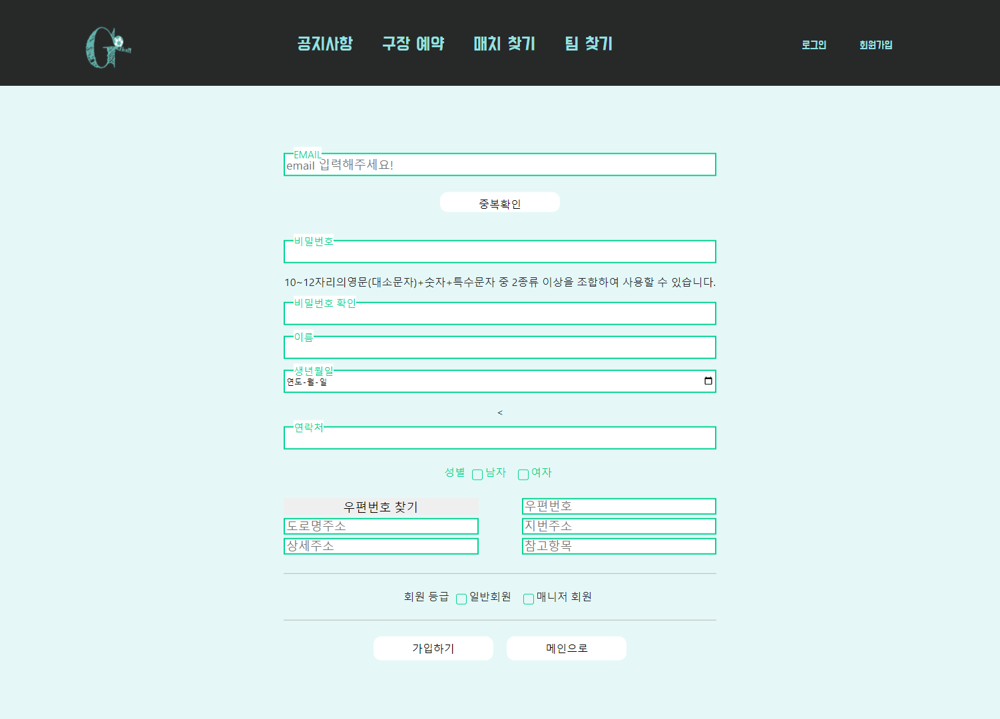 G
공지사항 구장 예약 매치 찾기 팀 찾기 로그인 회원가입
EMAIL
email 입력해주세요!
중복확인
비밀번호
10~12자리의영문(대소문자)+숫자+특수문자 중 2종류 이상을 조합하여 사용할 수 있습니다.
비밀번호 확인
이름
생년월일
연도-월-일
<
연락처
성별 남자 여자
우편번호 찾기 우편번호
도로명주소 지번주소
상세주소 참고항목
회원 등급 일반회원 매니저 회원
가입하기 메인으로